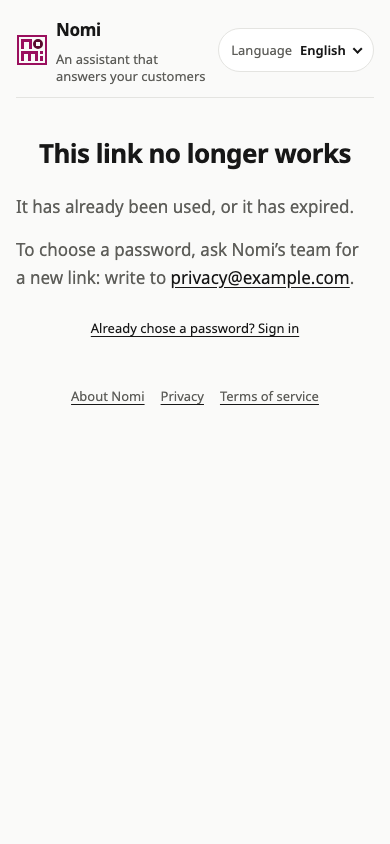 Nomi
An assistant that
answers your customers
Language English
This link no longer works
It has already been used, or it has expired.
To choose a password, ask Nomi’s team for
a new link: write to privacy@example.com.
Already chose a password? Sign in
About Nomi Privacy Terms of service